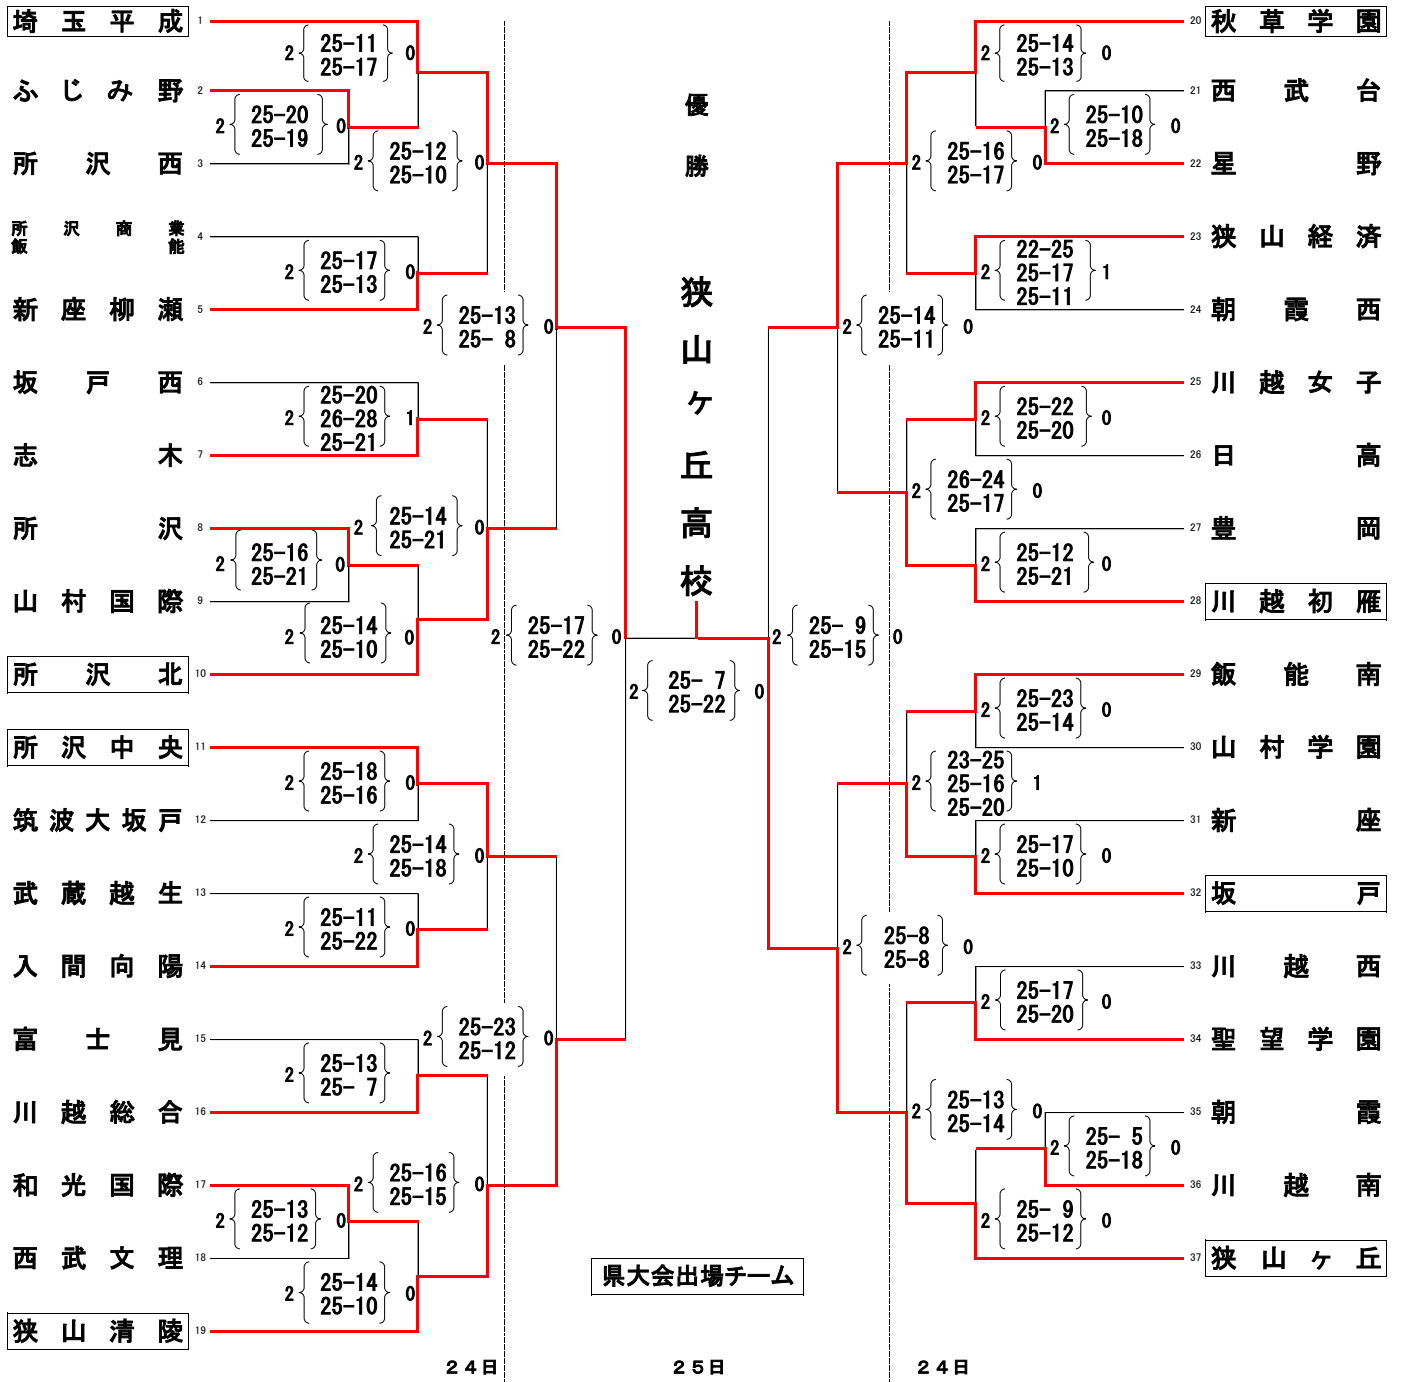 埼玉平成 1
2 25-11 0
25-17
ふじみ野 2
2 25-20 0
25-19
所沢西 3
2 25-12 0
25-10
所沢商業
飯能 4
2 25-17 0
25-13
新座柳瀬 5
2 25-13 0
25- 8
坂戸西 6
2 25-20 1
26-28
25-21
志木 7
所沢 8
2 25-14 0
25-21
2 25-16 0
25-21
山村国際 9
2 25-14 0
25-10
所沢北 10
2 25-17 0
25-22
所沢中央 11
2 25-18 0
25-16
筑波大坂戸 12
2 25-14 0
25-18
武蔵越生 13
2 25-11 0
25-22
入間向陽 14
富士見 15
2 25-23 0
25-12
2 25-13 0
25- 7
川越総合 16
和光国際 17
2 25-16 0
25-15
2 25-13 0
25-12
西武文理 18
2 25-14 0
25-10
狭山清陵 19
優勝
狭山ヶ丘高校
2 25- 7 0
25-22
県大会出場チーム
20 秋草学園
2 25-14 0
25-13
21 西武台
2 25-10 0
25-18
22 星野
2 25-16 0
25-17
23 狭山経済
2 22-25 1
25-17
25-11
24 朝霞西
2 25-14 0
25-11
25 川越女子
2 25-22 0
25-20
26 日高
2 26-24 0
25-17
27 豊岡
2 25-12 0
25-21
28 川越初雁
2 25- 9 0
25-15
29 飯能南
2 25-23 0
25-14
30 山村学園
2 23-25 1
25-16
25-20
31 新座
2 25-17 0
25-10
32 坂戸
2 25-8 0
25-8
33 川越西
2 25-17 0
25-20
34 聖望学園
2 25-13 0
25-14
35 朝霞
2 25- 5 0
25-18
36 川越南
2 25- 9 0
25-12
37 狭山ヶ丘
24日
25日
24日